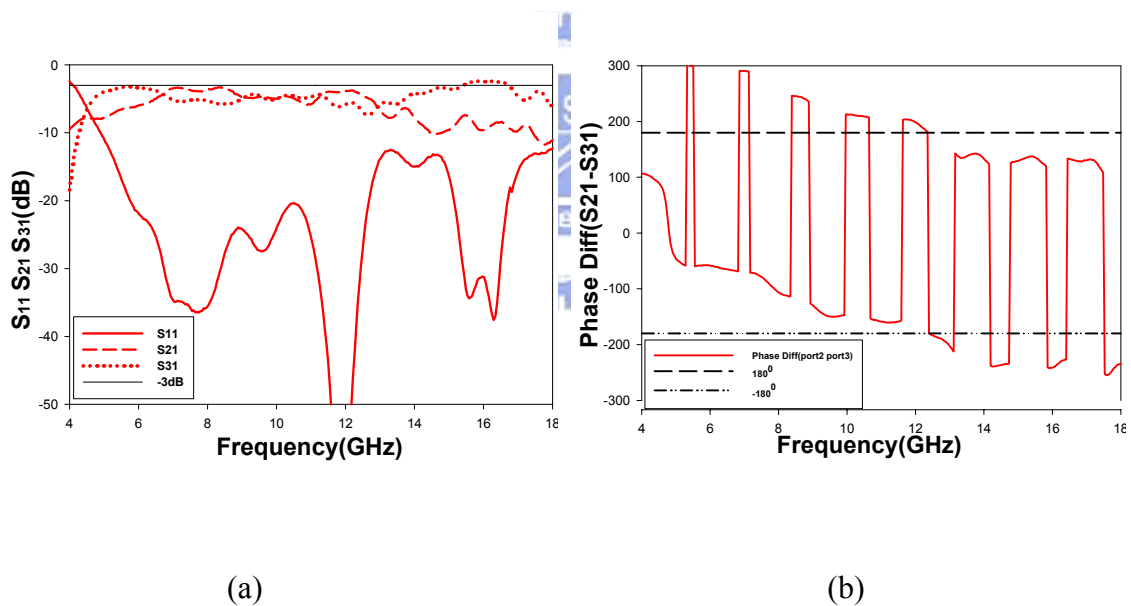 0
-10
-20
-30
-40
-50
S11 S21 S31(dB)
S11
S21
S31
-3dB
4 6 8 10 12 14 16 18
Frequency(GHz)
300
200
100
0
-100
-200
-300
Phase Diff(S21-S31)
Phase Diff(port2 port3)
180⁰
-180⁰
4 6 8 10 12 14 16 18
Frequency(GHz)
(a) (b)